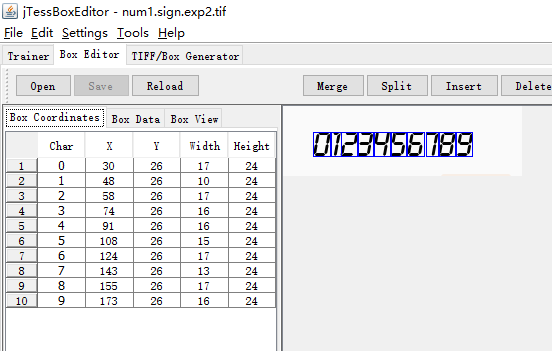 jTessBoxEditor - num1.sign.exp2.tif
File Edit Settings Tools Help
Trainer Box Editor TIFF/Box Generator
Open Save Reload Merge Split Insert Delete
Box Coordinates Box Data Box View
Char X Y Width Height
1 0 30 26 17 24
2 1 48 26 10 24
3 2 58 26 17 24
4 3 74 26 16 24
5 4 91 26 16 24
6 5 108 26 15 24
7 6 124 26 17 24
8 7 143 26 13 24
9 8 155 26 17 24
10 9 173 26 16 24
0123456789